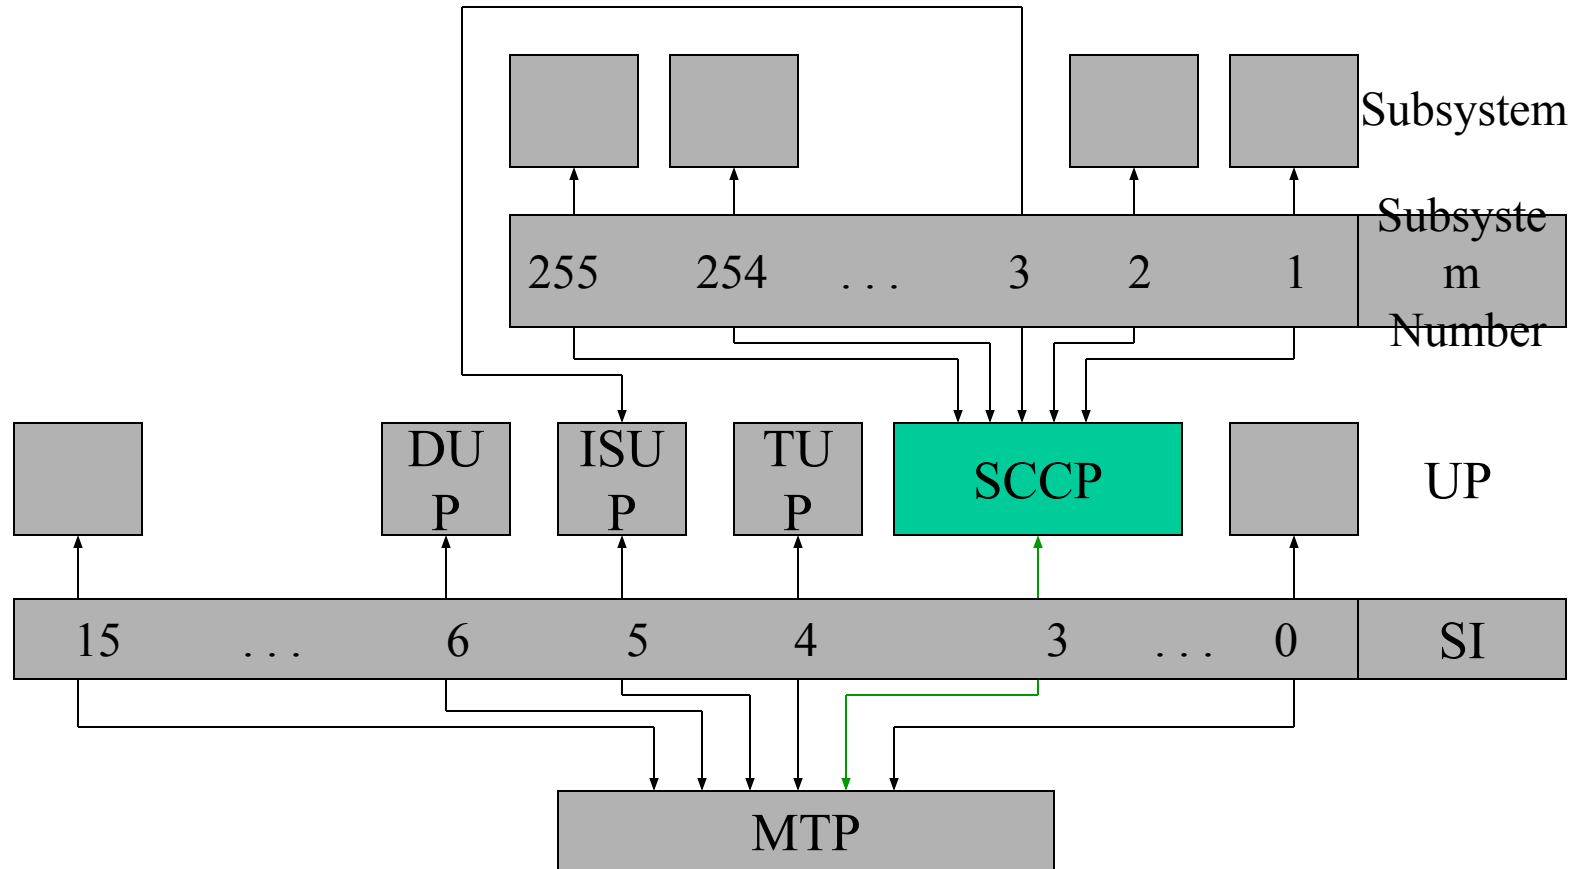 Subsystem
255 254 . . . 3 2 1
Subsyste
m
Number
DU
P
ISU
P
TU
P
SCCP
UP
15 . . . 6 5 4 3 . . . 0 SI
MTP